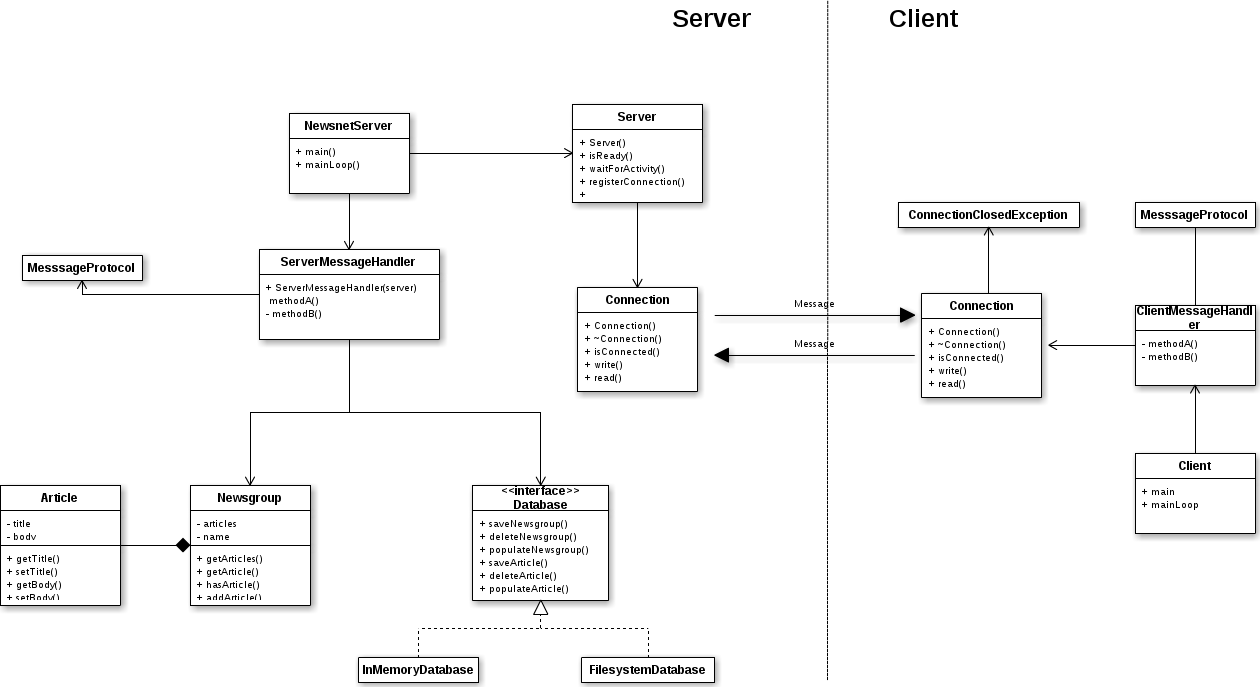 Server
Client
NewsnetServer
+ main()
+ mainLoop()
Server
+ Server()
+ isReady()
+ waitForActivity()
+ registerConnection()
+
ConnectionClosedException
MesssageProtocol
MesssageProtocol
ServerMessageHandler
+ ServerMessageHandler(server)
methodA()
- methodB()
Connection
+ Connection()
+ ~Connection()
+ isConnected()
+ write()
+ read()
Message
Message
Connection
+ Connection()
+ ~Connection()
+ isConnected()
+ write()
+ read()
ClientMessageHandl
er
- methodA()
- methodB()
Client
+ main
+ mainLoop
Article
- title
- body
+ getTitle()
+ setTitle()
+ getBody()
+ setBody()
Newsgroup
- articles
- name
+ getArticles()
+ getArticle()
+ hasArticle()
+ addArticle()
<<interface>>
Database
+ saveNewsgroup()
+ deleteNewsgroup()
+ populateNewsgroup()
+ saveArticle()
+ deleteArticle()
+ populateArticle()
InMemoryDatabase
FilesystemDatabase